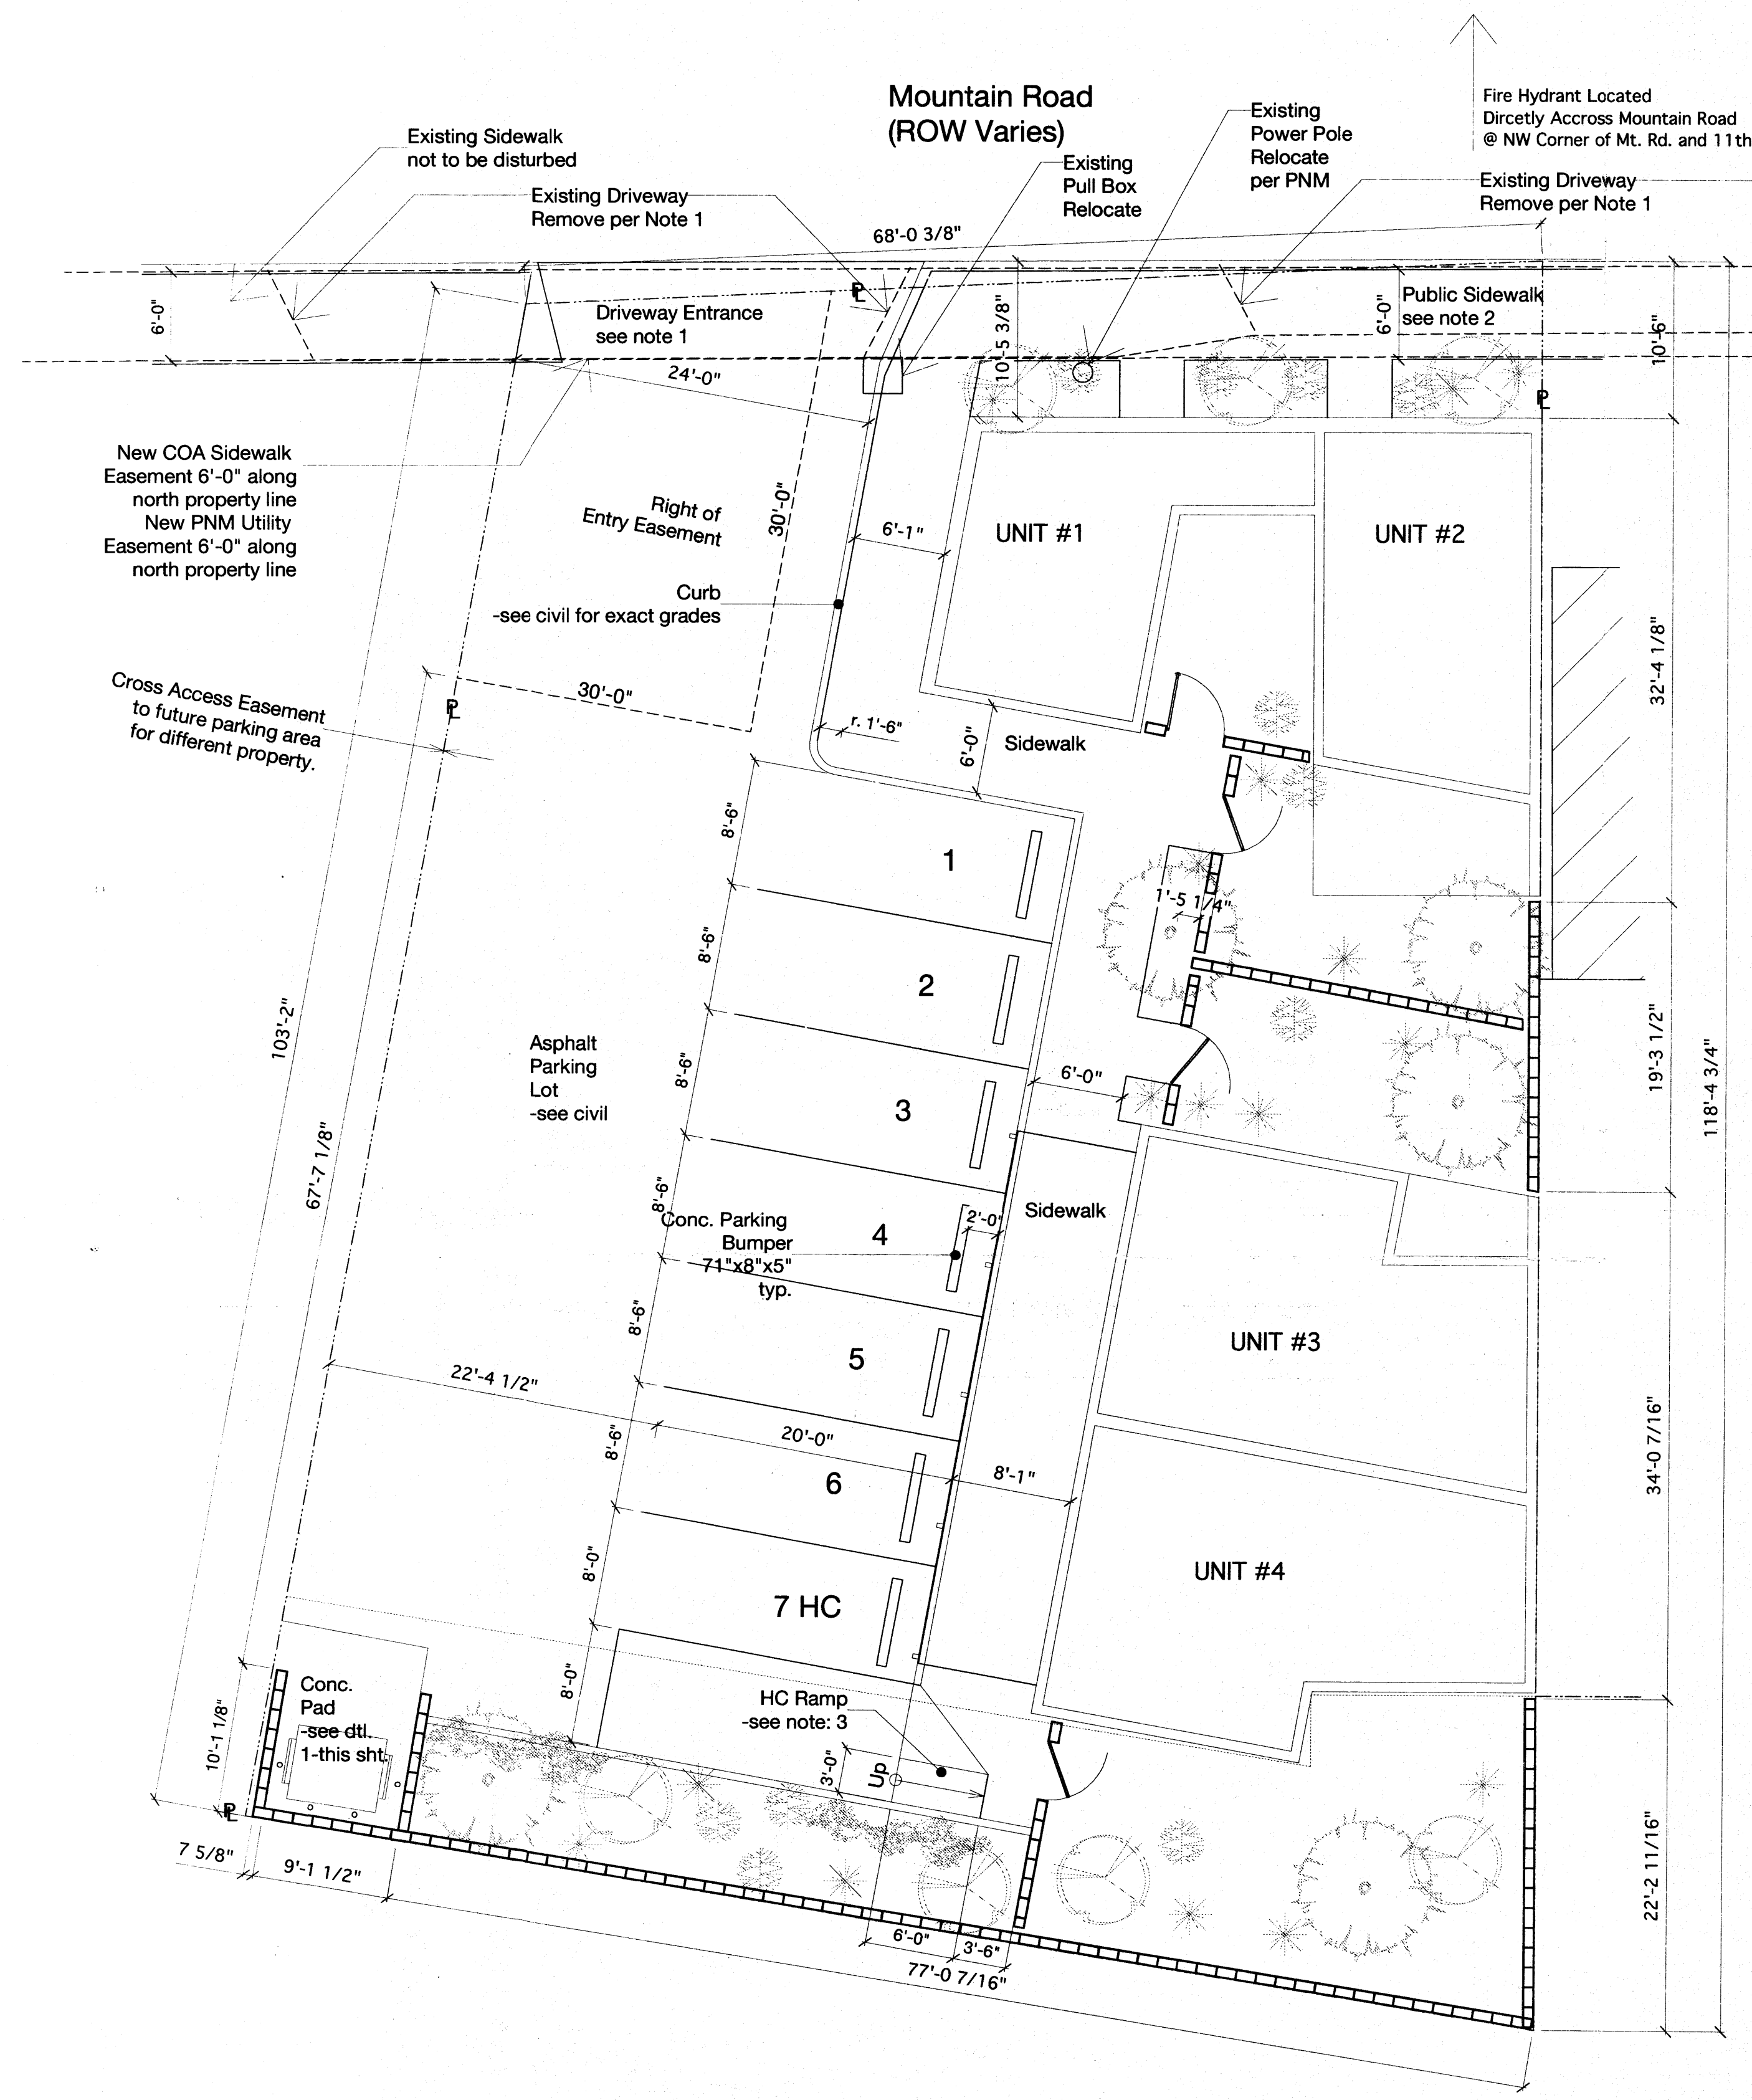 Mountain Road
(ROW Varies)
Fire Hydrant Located
Dircetly Accross Mountain Road
@ NW Corner of Mt. Rd. and 11th
Existing Sidewalk
not to be disturbed
Existing Driveway
Remove per Note 1
Existing
Pull Box
Relocate
Existing
Power Pole
Relocate
per PNM
Existing Driveway
Remove per Note 1
68'-0 3/8"
6'-0"
Driveway Entrance
see note 1
PL
10'-5 3/8"
6'-0"
Public Sidewalk
see note 2
10'-6"
24'-0"
PL
New COA Sidewalk
Easement 6'-0" along
north property line
New PNM Utility
Easement 6'-0" along
north property line
Right of
Entry Easement
30'-0"
6'-1"
UNIT #1
UNIT #2
Curb
-see civil for exact grades
32'-4 1/8"
Cross Access Easement
to future parking area
for different property.
PL
30'-0"
r. 1'-6"
6'-0"
Sidewalk
8'-6"
1
1'-5 1/4"
8'-6"
2
103'-2"
Asphalt
Parking
Lot
-see civil
8'-6"
3
6'-0"
19'-3 1/2"
118'-4 3/4"
67'-7 1/8"
8'-6"
Conc. Parking
Bumper
71"x8"x5"
typ.
4
2'-0"
Sidewalk
8'-6"
5
UNIT #3
22'-4 1/2"
8'-6"
20'-0"
6
8'-1"
34'-0 7/16"
8'-0"
7 HC
UNIT #4
Conc.
Pad
-see dtl.
1-this sht.
8'-0"
HC Ramp
-see note: 3
10'-1 1/8"
3'-0"
Up
PL
7 5/8"
9'-1 1/2"
22'-2 11/16"
6'-0"
3'-6"
77'-0 7/16"